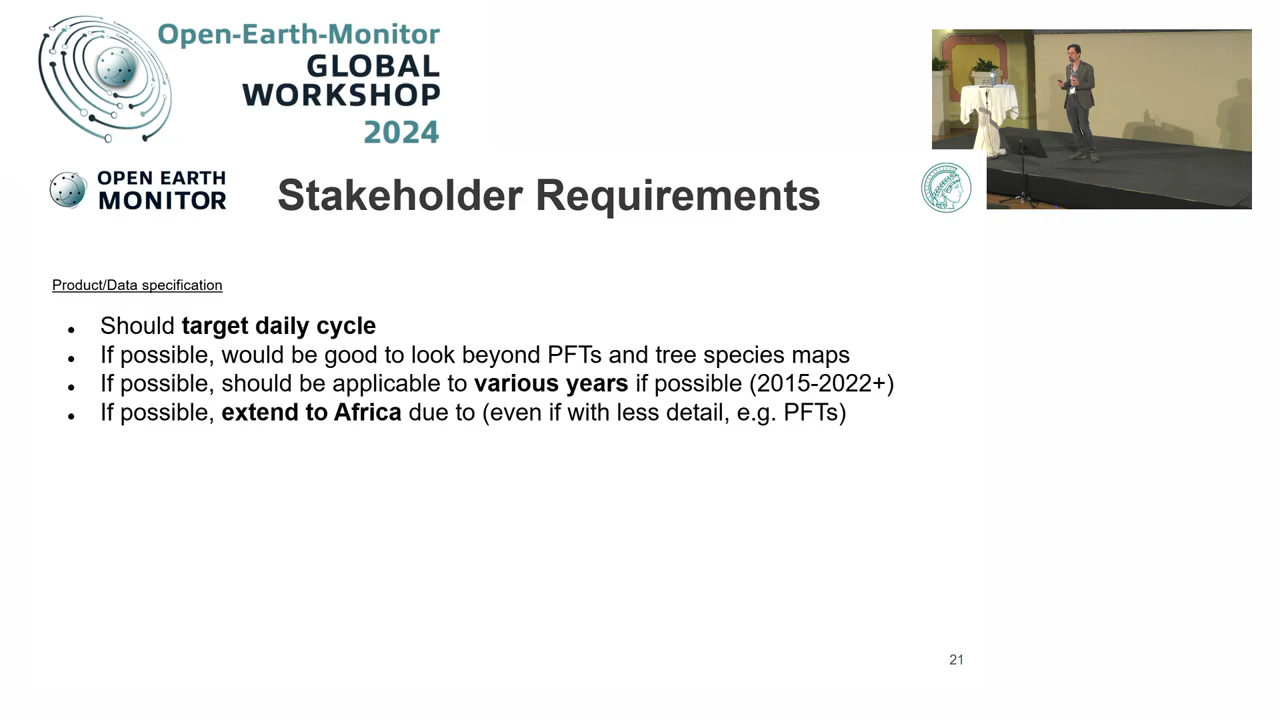 Open-Earth-Monitor
GLOBAL
WORKSHOP
2024
OPEN EARTH
MONITOR
Stakeholder Requirements
Product/Data specification
● Should target daily cycle
● If possible, would be good to look beyond PFTs and tree species maps
● If possible, should be applicable to various years if possible (2015-2022+)
● If possible, extend to Africa due to (even if with less detail, e.g. PFTs)
21